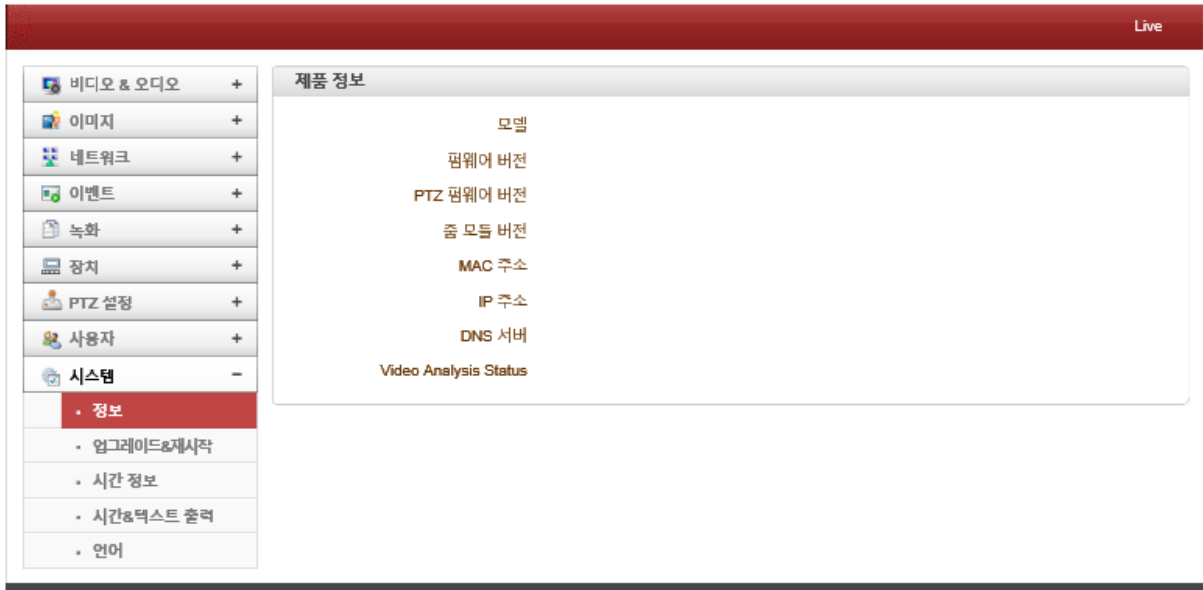 Live
비디오 & 오디오 +
이미지 +
네트워크 +
이벤트 +
녹화 +
장치 +
PTZ 설정 +
사용자 +
시스템 -
정보
업그레이드&재시작
시간 정보
시간&텍스트 출력
언어
제품 정보
모델
펌웨어 버전
PTZ 펌웨어 버전
줌 모듈 버전
MAC 주소
IP 주소
DNS 서버
Video Analysis Status